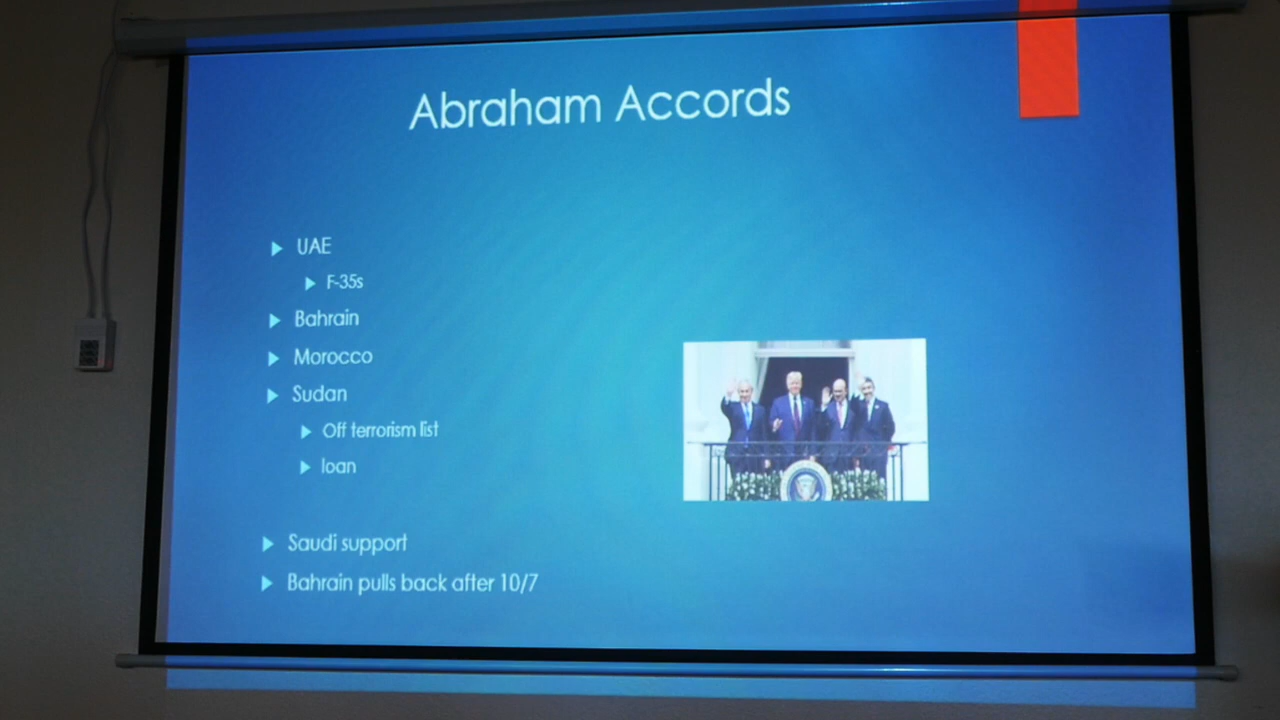 Abraham Accords
UAE
F-35s
Bahrain
Morocco
Sudan
Off terrorism list
loan
Saudi support
Bahrain pulls back after 10/7